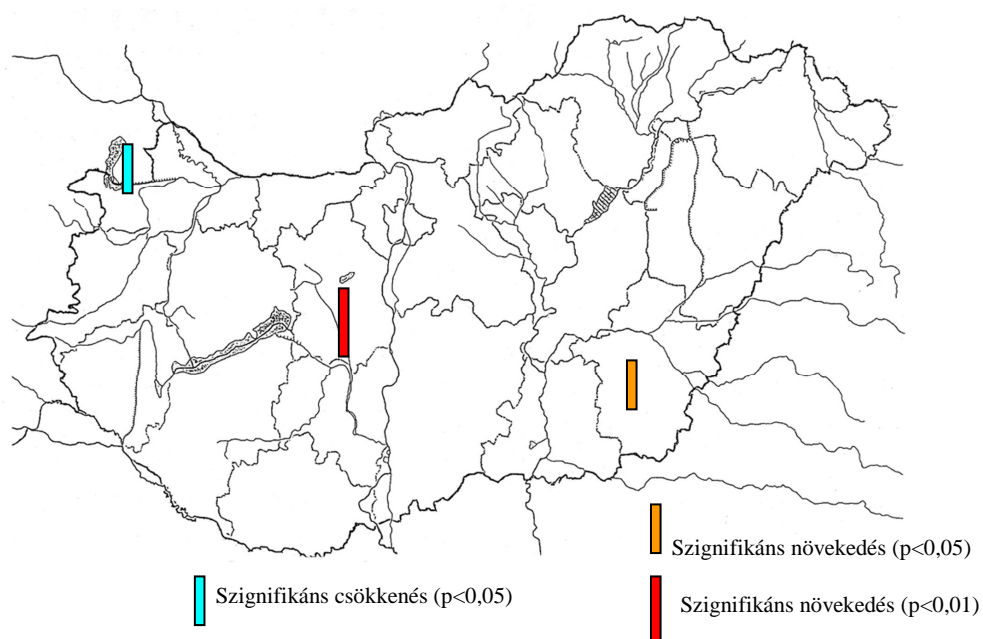 Szignifikáns növekedés (p<0,05)
Szignifikáns csökkenés (p<0,05)
Szignifikáns növekedés (p<0,01)